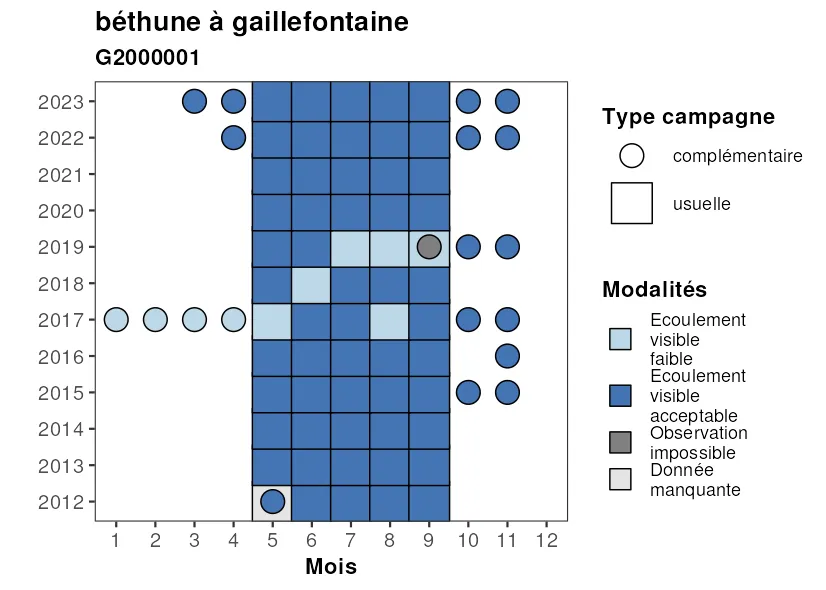 béthune à gaillefontaine
G2000001
2023
2022
2021
2020
2019
2018
2017
2016
2015
2014
2013
2012
1 2 3 4 5 6 7 8 9 10 11 12
Mois
Type campagne
complémentaire
usuelle
Modalités
Ecoulement
visible
faible
Ecoulement
visible
acceptable
Observation
impossible
Donnée
manquante